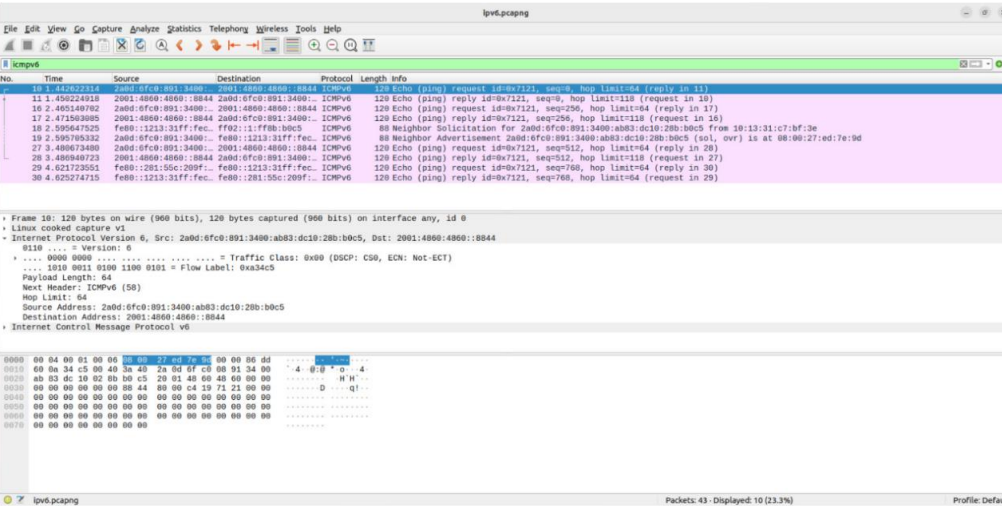 ipv6.pcapng
File Edit View Go Capture Analyze Statistics Telephony Wireless Tools Help
icmpv6
No. Time Source Destination Protocol Length Info
10 1.442622314 2a0d:6fc0:891:3400:… 2001:4860:4860::8844 ICMPv6 120 Echo (ping) request id=0x7121, seq=0, hop limit=64 (reply in 11)
11 1.450224918 2001:4860:4860::8844 2a0d:6fc0:891:3400:… ICMPv6 120 Echo (ping) reply id=0x7121, seq=0, hop limit=118 (request in 10)
16 2.465140702 2a0d:6fc0:891:3400:… 2001:4860:4860::8844 ICMPv6 120 Echo (ping) request id=0x7121, seq=256, hop limit=64 (reply in 17)
17 2.471503085 2001:4860:4860::8844 2a0d:6fc0:891:3400:… ICMPv6 120 Echo (ping) reply id=0x7121, seq=256, hop limit=118 (request in 16)
18 2.595647525 fe80::1213:31ff:fec… ff02::1:ff8b:b0c5 ICMPv6 88 Neighbor Solicitation for 2a0d:6fc0:891:3400:ab83:dc10:28b:b0c5 from 10:13:31:c7:bf:3e
19 2.595705332 2a0d:6fc0:891:3400:… fe80::1213:31ff:fec… ICMPv6 88 Neighbor Advertisement 2a0d:6fc0:891:3400:ab83:dc10:28b:b0c5 (sol, ovr) is at 08:00:27:ed:7e:9d
27 3.480673480 2a0d:6fc0:891:3400:… 2001:4860:4860::8844 ICMPv6 120 Echo (ping) request id=0x7121, seq=512, hop limit=64 (reply in 28)
28 3.486940723 2001:4860:4860::8844 2a0d:6fc0:891:3400:… ICMPv6 120 Echo (ping) reply id=0x7121, seq=512, hop limit=118 (request in 27)
29 4.621723551 fe80::281:55c:209f:… fe80::1213:31ff:fec… ICMPv6 120 Echo (ping) request id=0x7121, seq=768, hop limit=64 (reply in 30)
30 4.625274715 fe80::1213:31ff:fec… fe80::281:55c:209f:… ICMPv6 120 Echo (ping) reply id=0x7121, seq=768, hop limit=64 (request in 29)
Frame 10: 120 bytes on wire (960 bits), 120 bytes captured (960 bits) on interface any, id 0
Linux cooked capture v1
Internet Protocol Version 6, Src: 2a0d:6fc0:891:3400:ab83:dc10:28b:b0c5, Dst: 2001:4860:4860::8844
0110 .... = Version: 6
.... 0000 0000 .... .... .... .... .... = Traffic Class: 0x00 (DSCP: CS0, ECN: Not-ECT)
.... 1010 0011 0100 1100 0101 = Flow Label: 0xa34c5
Payload Length: 64
Next Header: ICMPv6 (58)
Hop Limit: 64
Source Address: 2a0d:6fc0:891:3400:ab83:dc10:28b:b0c5
Destination Address: 2001:4860:4860::8844
Internet Control Message Protocol v6
0000 00 04 00 01 00 06 08 00 27 ed 7e 9d 00 00 86 dd ········ '·~·····
0010 60 0a 34 c5 00 40 3a 40 2a 0d 6f c0 08 91 34 00 `·4··@:@ *·o···4·
0020 ab 83 dc 10 02 8b b0 c5 20 01 48 60 48 60 00 00 ········ ·H`H`··
0030 00 00 00 00 00 00 88 44 80 00 c4 19 71 21 00 00 ·······D ····q!··
0040 00 00 00 00 00 00 00 00 00 00 00 00 00 00 00 00 ········ ········
0050 00 00 00 00 00 00 00 00 00 00 00 00 00 00 00 00 ········ ········
0060 00 00 00 00 00 00 00 00 00 00 00 00 00 00 00 00 ········ ········
0070 00 00 00 00 00 00 00 00 ········
ipv6.pcapng Packets: 43 · Displayed: 10 (23.3%) Profile: Defau